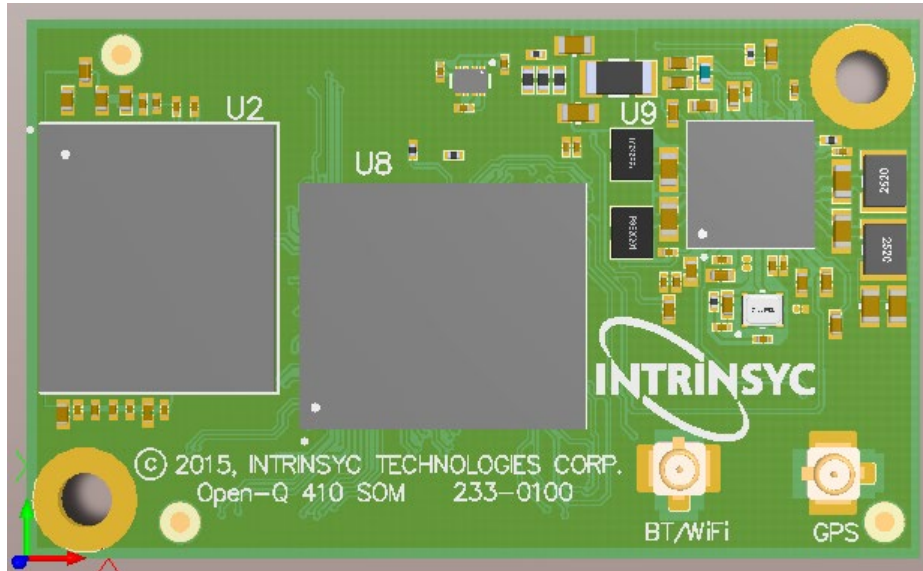 U2
U9
U8
2520
2520
INTRINSYC
© 2015, INTRINSYC TECHNOLOGIES CORP.
Open-Q 410 SOM 233-0100
BT/WiFi
GPS